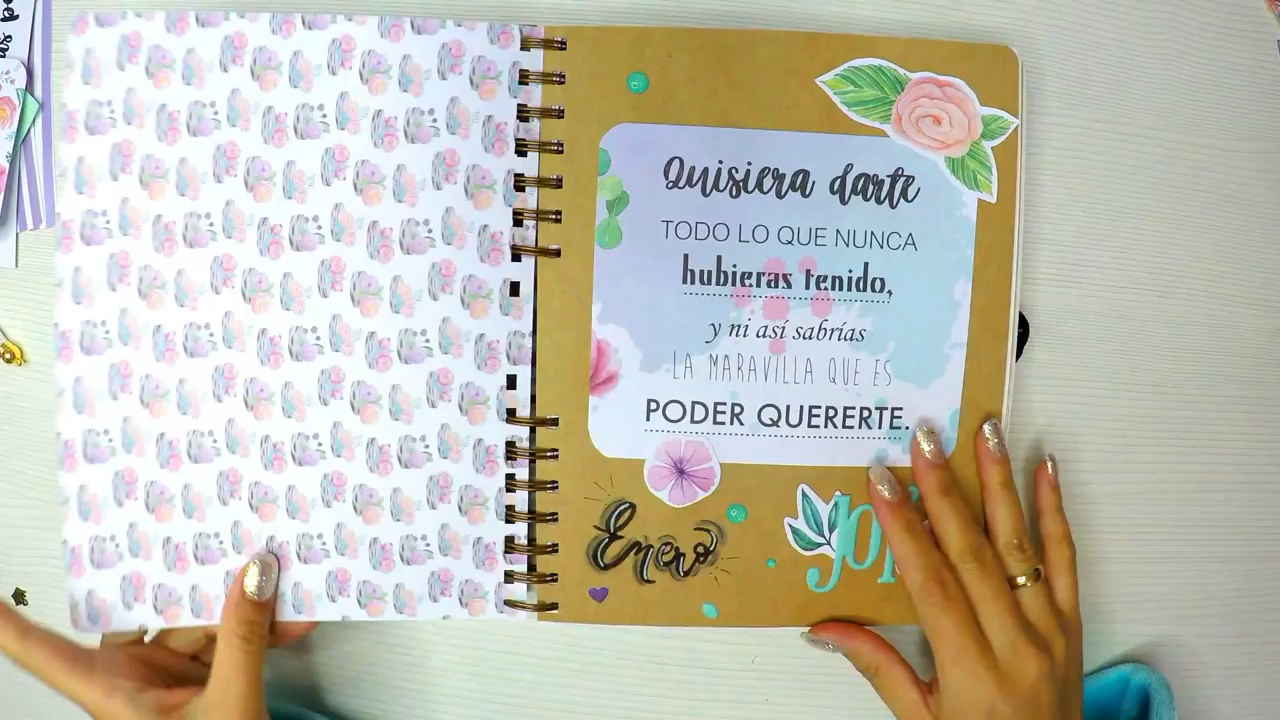 Quisiera darte
TODO LO QUE NUNCA
hubieras tenido,
y ni así sabrías
LA MARAVILLA QUE ES
PODER QUERERTE.
Enero